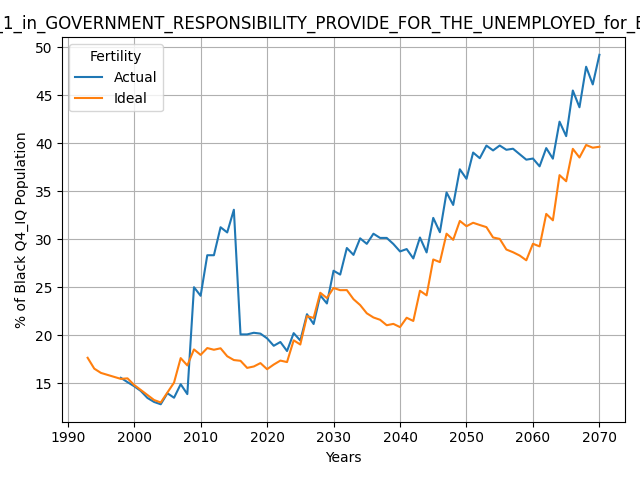 _1_in_GOVERNMENT_RESPONSIBILITY_PROVIDE_FOR_THE_UNEMPLOYED_for_
Fertility
Actual
Ideal
% of Black Q4_IQ Population
50
45
40
35
30
25
20
15
1990 2000 2010 2020 2030 2040 2050 2060 2070
Years